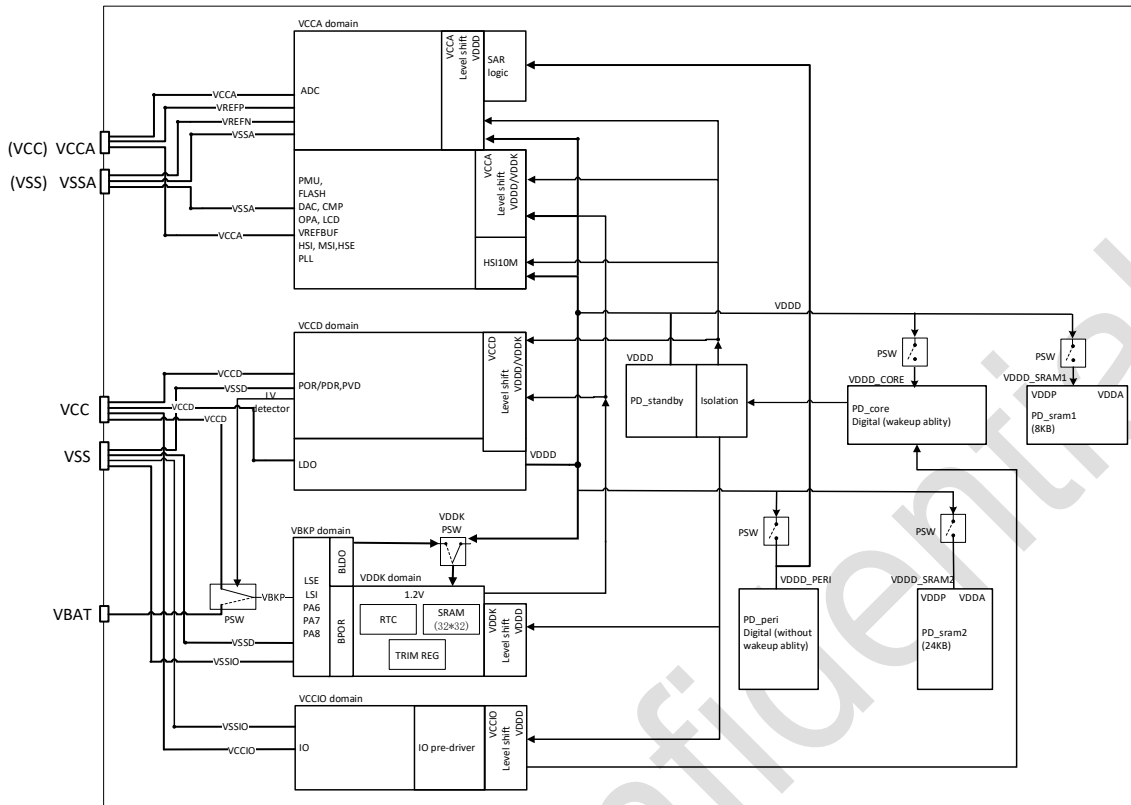 VCCA domain
VCCA
Level shift
VDDD
SAR
logic
ADC
VCCA
VREFP
VREFN
VSSA
(VCC) VCCA
(VSS) VSSA
PMU,
FLASH
DAC, CMP
OPA, LCD
VREFBUF
HSI, MSI,HSE
PLL
VCCA
Level shift
VDDD/VDDK
VSSA
VCCA
HSI10M
VDDD
VCCD domain
VCCD
Level shift
VDDD/VDDK
PSW
PSW
VDDD
VDDD_CORE
VDDD_SRAM1
VCCD
VSSD
POR/PDR,PVD
LV
detector
VCCD
VCCD
VCC
VSS
PD_standby
Isolation
PD_core
Digital (wakeup ablity)
VDDP
VDDA
PD_sram1
(8KB)
LDO
VDDD
VDDK
PSW
VBKP domain
BLDO
PSW
PSW
LSE
LSI
PA6
PA7
PA8
VDDK domain
1.2V
RTC
SRAM
(32*32)
TRIM REG
BPOR
VDDK
Level shift
VDDD
VBKP
VBAT
PSW
VSSD
VSSIO
VDDD_PERI
VDDD_SRAM2
PD_peri
Digital (without
wakeup ablity)
VDDP
VDDA
PD_sram2
(24KB)
VCCIO domain
VSSIO
VCCIO
IO
IO pre-driver
VCCIO
Level shift
VDDD